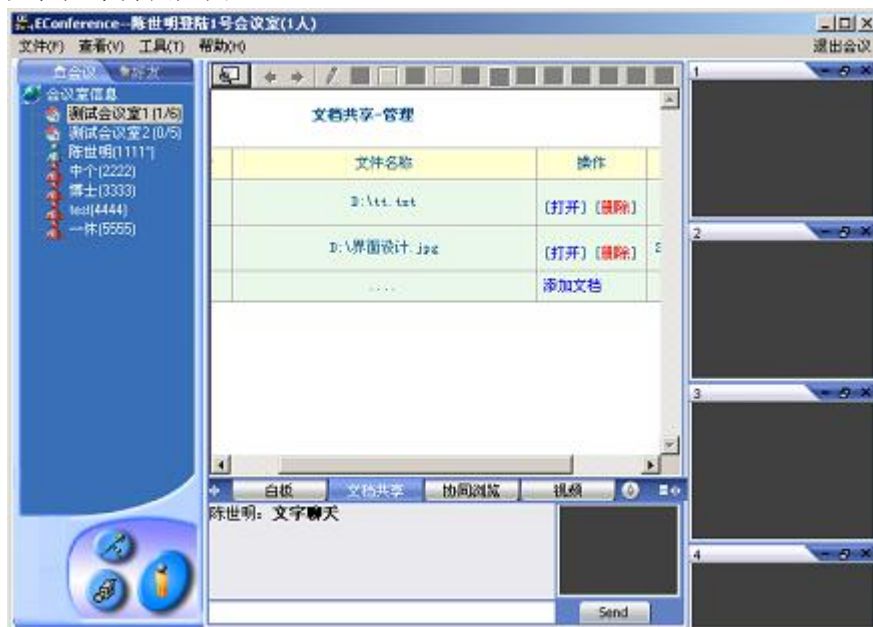 EConference--陈世明登陆1号会议室(1人)
文件(F) 查看(V) 工具(T) 帮助(H) 退出会议
会议 好友
会议室信息
测试会议室1 (1/6)
测试会议室2 (0/5)
陈世明(1111*)
中个(2222)
博士(3333)
test(4444)
一休(5555)
文档共享-管理
文件名称 操作
D:\tt.txt [打开] [删除]
D:\界面设计.jpg [打开] [删除]
.... 添加文档
白板 文档共享 协同浏览 视频
陈世明: 文字聊天
Send
1
2
3
4